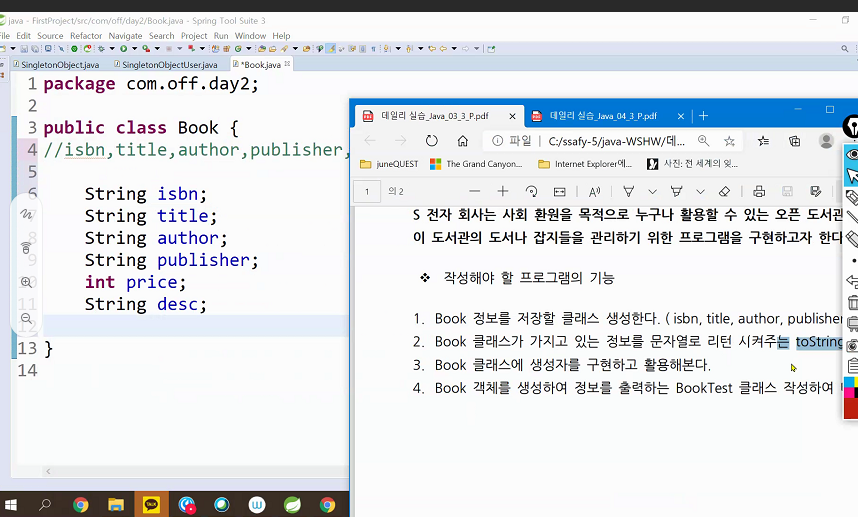 java - FirstProject/src/com/off/day2/Book.java - Spring Tool Suite 3
File Edit Source Refactor Navigate Search Project Run Window Help
SingletonObject.java SingletonObjectUser.java *Book.java
1 package com.off.day2;
2
3 public class Book {
4 //isbn,title,author,publisher,
5
6 String isbn;
7 String title;
8 String author;
9 String publisher;
10 int price;
11 String desc;
12
13 }
14
데일리 실습_Java_03_3_P.pdf 데일리 실습_Java_04_3_P.pdf
파일 C:/ssafy-5/java-WSHW/데...
juneQUEST The Grand Canyon... Internet Explorer에... 사진: 전 세계의 잊...
1 의 2
S 전자 회사는 사회 환원을 목적으로 누구나 활용할 수 있는 오픈 도서관
이 도서관의 도서나 잡지들을 관리하기 위한 프로그램을 구현하고자 한다
❖ 작성해야 할 프로그램의 기능
1. Book 정보를 저장할 클래스 생성한다. ( isbn, title, author, publisher
2. Book 클래스가 가지고 있는 정보를 문자열로 리턴 시켜주는 toString
3. Book 클래스에 생성자를 구현하고 활용해본다.
4. Book 객체를 생성하여 정보를 출력하는 BookTest 클래스 작성하여
TALK